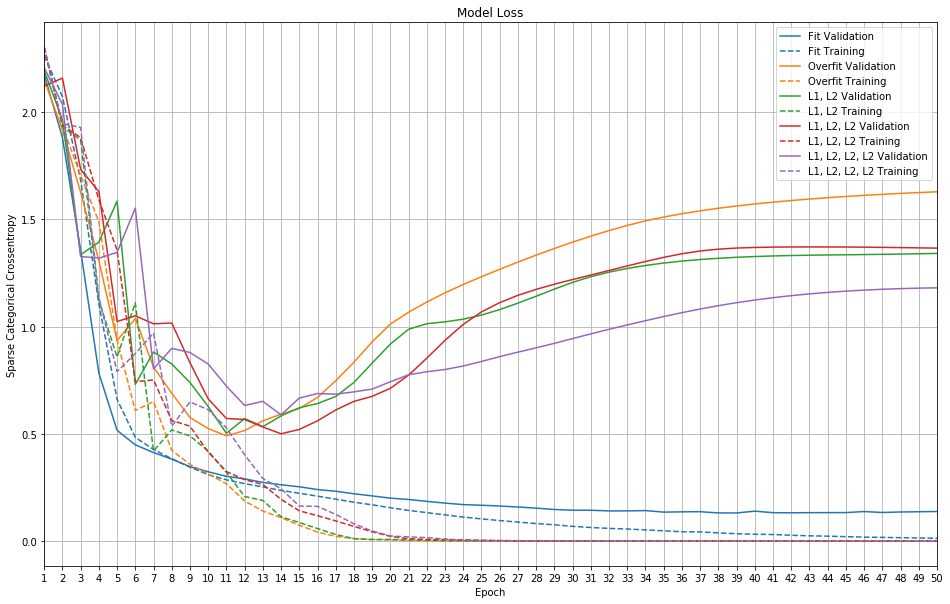 Model Loss
Sparse Categorical Crossentropy
2.0
1.5
1.0
0.5
0.0
Fit Validation
Fit Training
Overfit Validation
Overfit Training
L1, L2 Validation
L1, L2 Training
L1, L2, L2 Validation
L1, L2, L2 Training
L1, L2, L2, L2 Validation
L1, L2, L2, L2 Training
1 2 3 4 5 6 7 8 9 10 11 12 13 14 15 16 17 18 19 20 21 22 23 24 25 26 27 28 29 30 31 32 33 34 35 36 37 38 39 40 41 42 43 44 45 46 47 48 49 50
Epoch